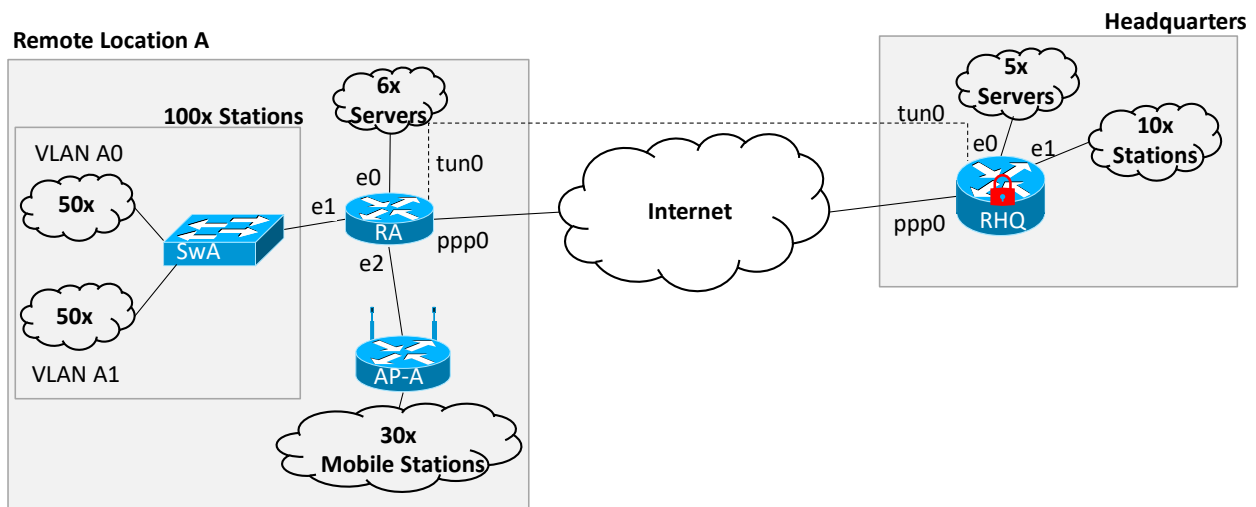 Headquarters
Remote Location A
6x
Servers
5x
Servers
100x Stations
tun0
10x
Stations
VLAN A0
tun0
e0
e1
50x
e0
e1
Internet
RA
ppp0
ppp0
RHQ
SwA
e2
50x
AP-A
VLAN A1
30x
Mobile Stations